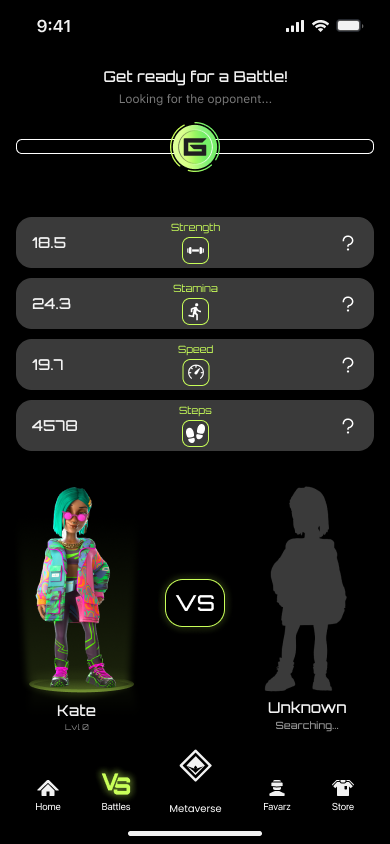 9:41
Get ready for a Battle!
Looking for the opponent...
G
Strength
18.5 ?
Stamina
24.3 ?
Speed
19.7 ?
Steps
4578 ?
VS
Kate
Lvl 0
Unknown
Searching...
VS
Home Battles Metaverse Favarz Store